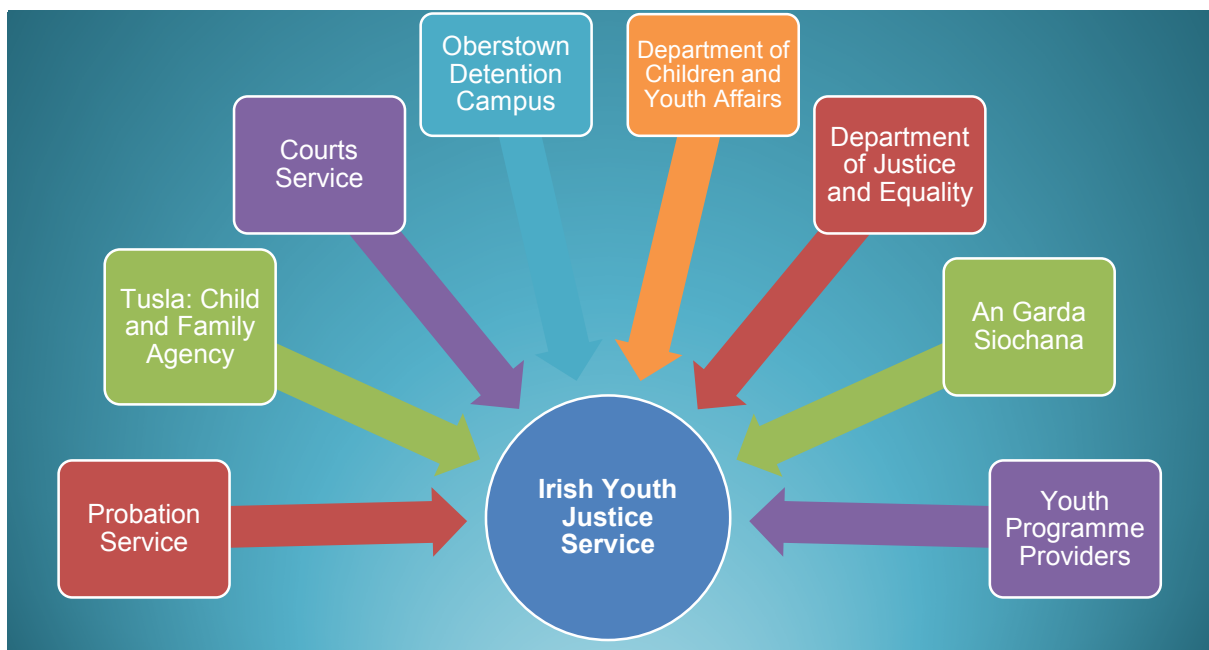 Oberstown
Detention
Campus
Department of
Children and
Youth Affairs
Courts
Service
Department
of Justice
and Equality
Tusla: Child
and Family
Agency
An Garda
Siochana
Probation
Service
Irish Youth
Justice
Service
Youth
Programme
Providers